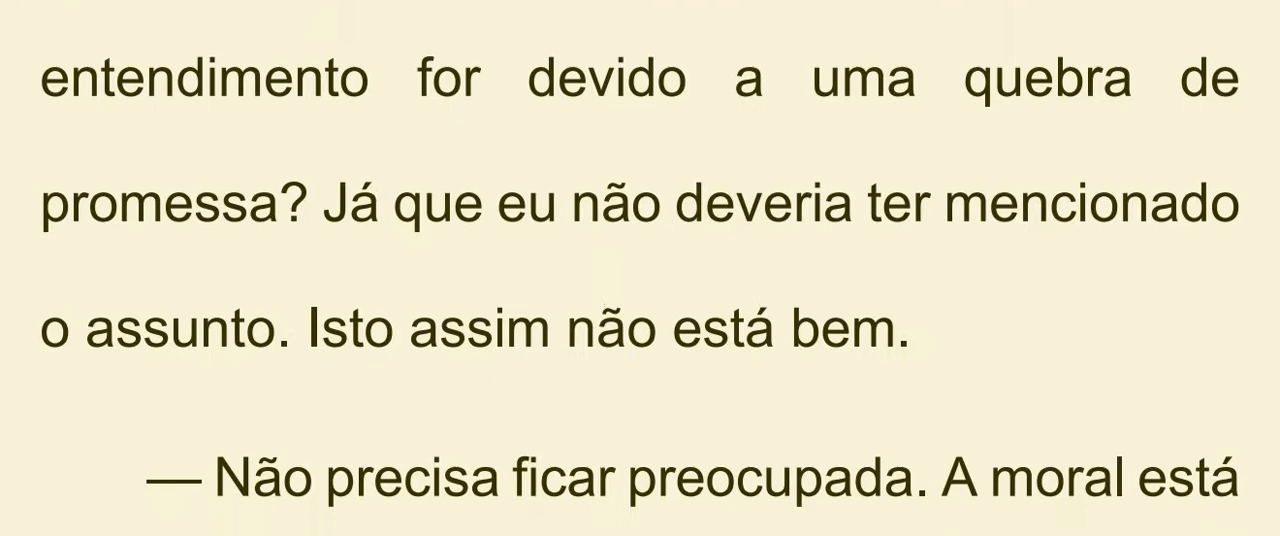 entendimento for devido a uma quebra de
promessa? Já que eu não deveria ter mencionado
o assunto. Isto assim não está bem.
— Não precisa ficar preocupada. A moral está